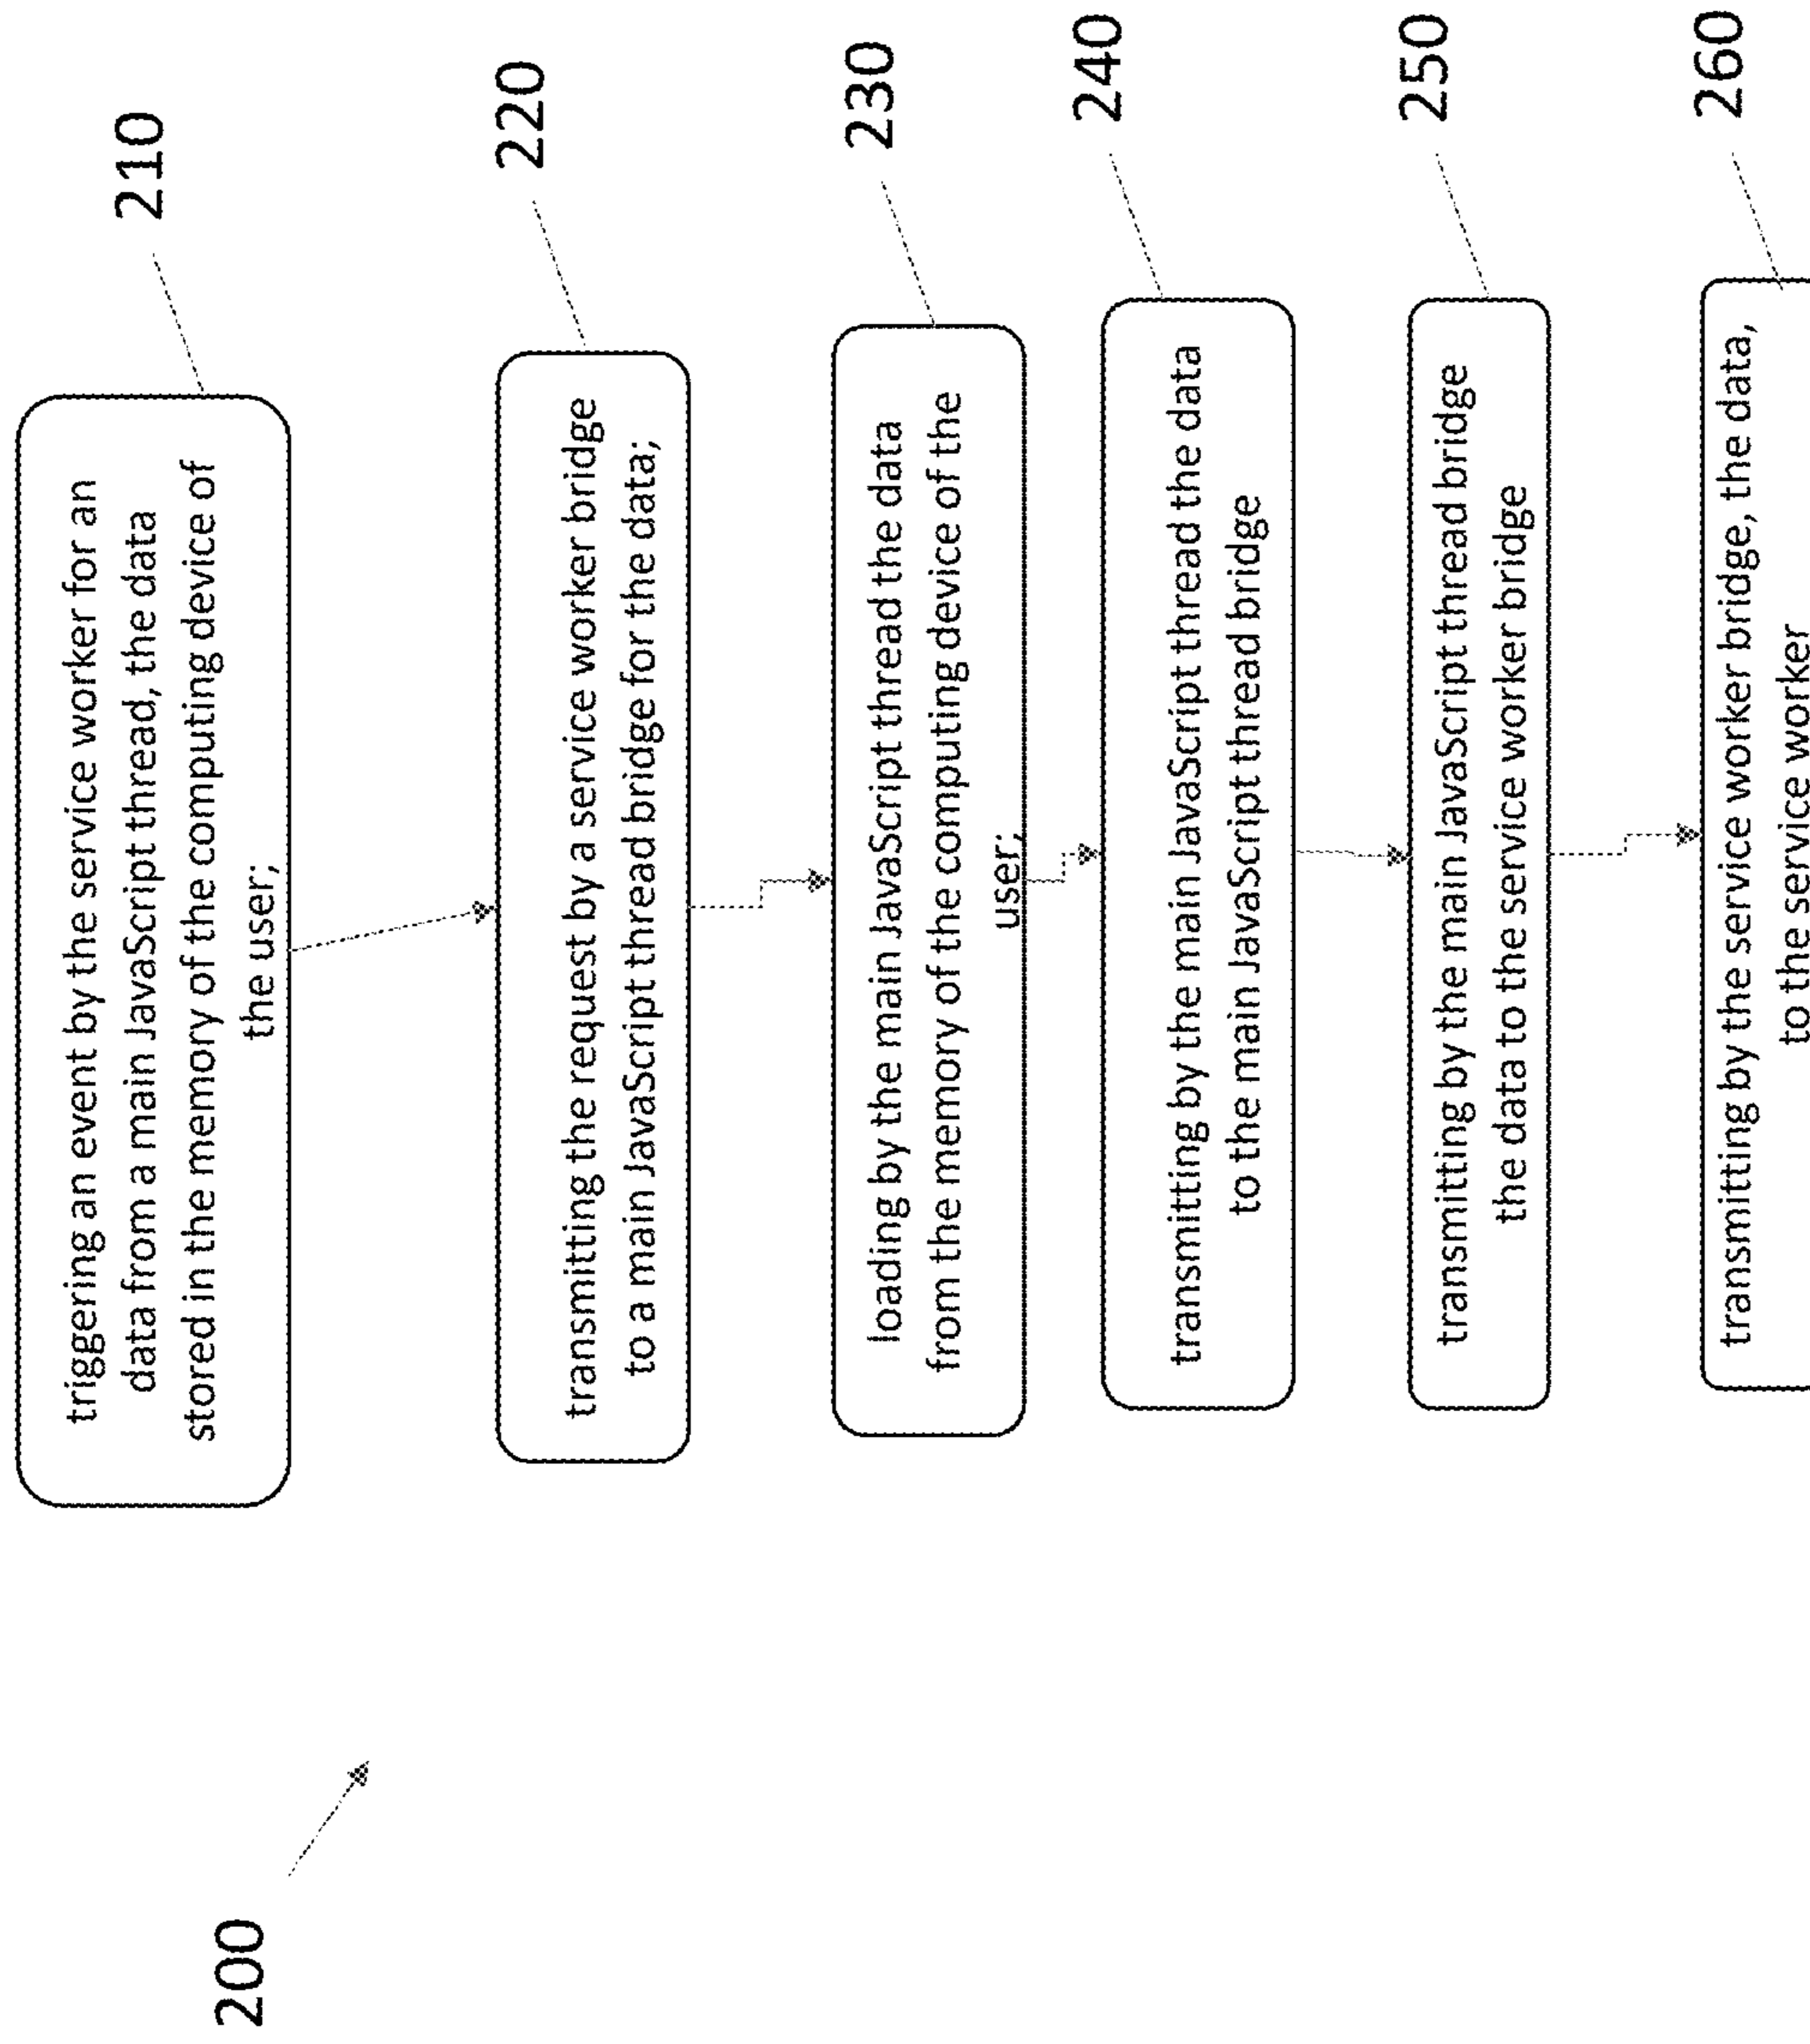 200
210
triggering an event by the service worker for an
data from a main JavaScript thread, the data
stored in the memory of the computing device of
the user;
220
transmitting the request by a service worker bridge
to a main JavaScript thread bridge for the data;
230
loading by the main JavaScript thread the data
from the memory of the computing device of the
user;
240
transmitting by the main JavaScript thread the data
to the main JavaScript thread bridge
250
transmitting by the main JavaScript thread bridge
the data to the service worker bridge
260
transmitting by the service worker bridge, the data,
to the service worker